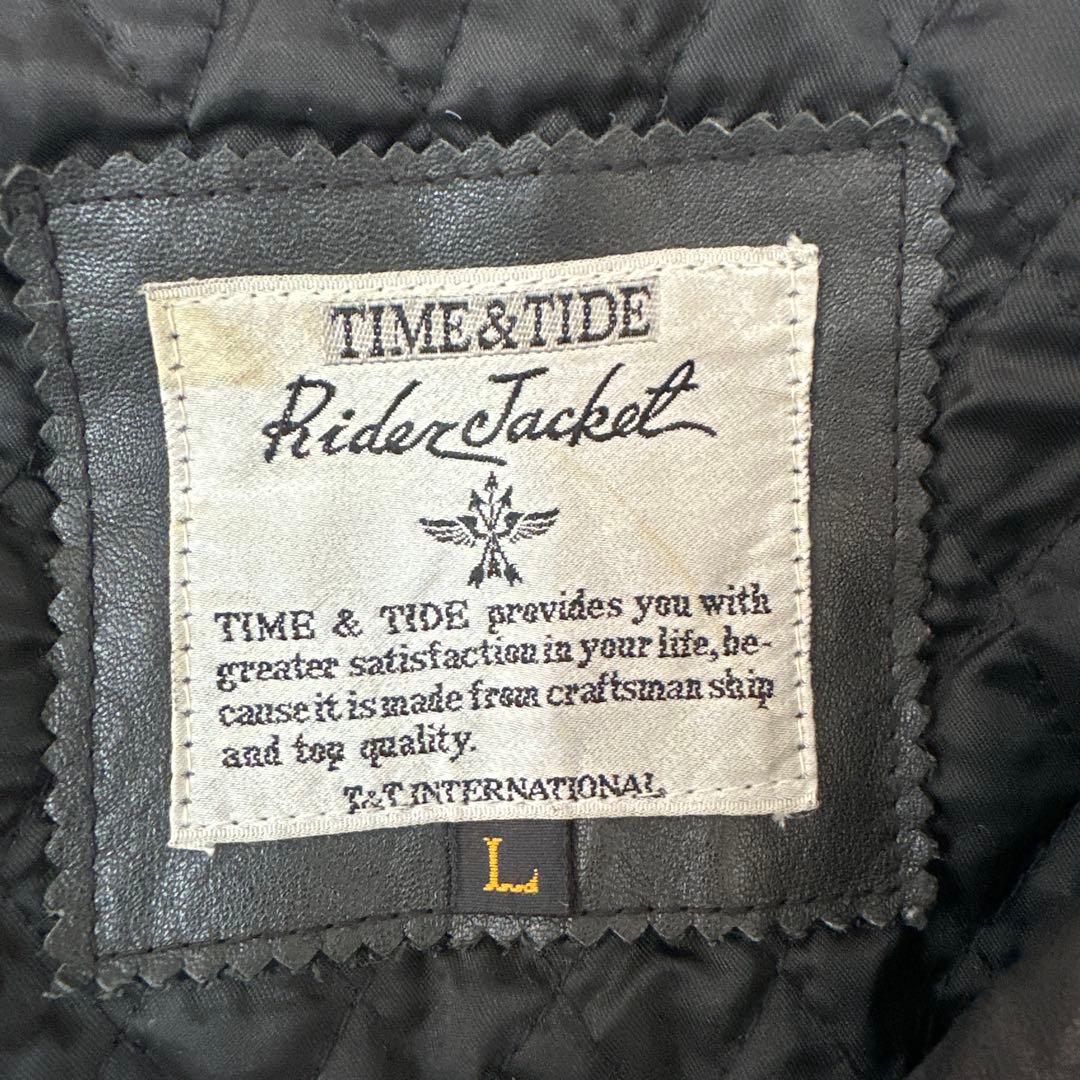 TIME & TIDE
Rider Jacket
TIME & TIDE provides you with
greater satisfaction in your life, be-
cause it is made from craftsman ship
and top quality.
T&T INTERNATIONAL
L